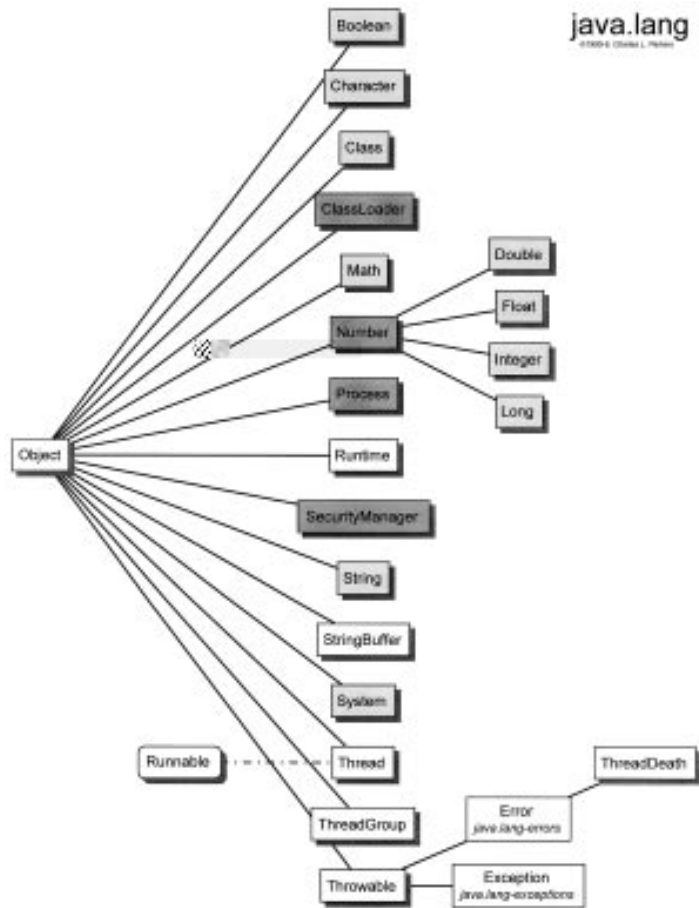 java.lang
Boolean
Character
Class
ClassLoader
Math
Double
Float
Number
Integer
Process
Long
Object
Runtime
SecurityManager
String
StringBuffer
System
Runnable
Thread
ThreadDeath
ThreadGroup
Error
java.lang-errors
Throwable
Exception
java.lang-exceptions